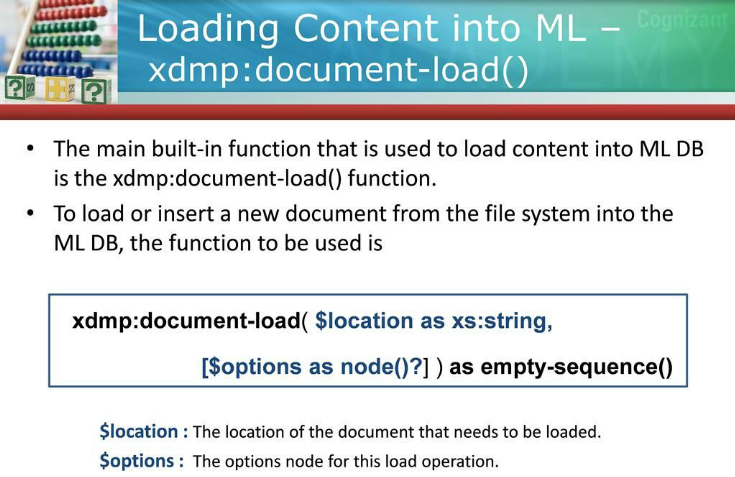 Cognizant
Loading Content into ML –
xdmp:document-load()
? ?
• The main built-in function that is used to load content into ML DB
is the xdmp:document-load() function.
• To load or insert a new document from the file system into the
ML DB, the function to be used is
xdmp:document-load( $location as xs:string,
[$options as node()?] ) as empty-sequence()
$location : The location of the document that needs to be loaded.
$options : The options node for this load operation.